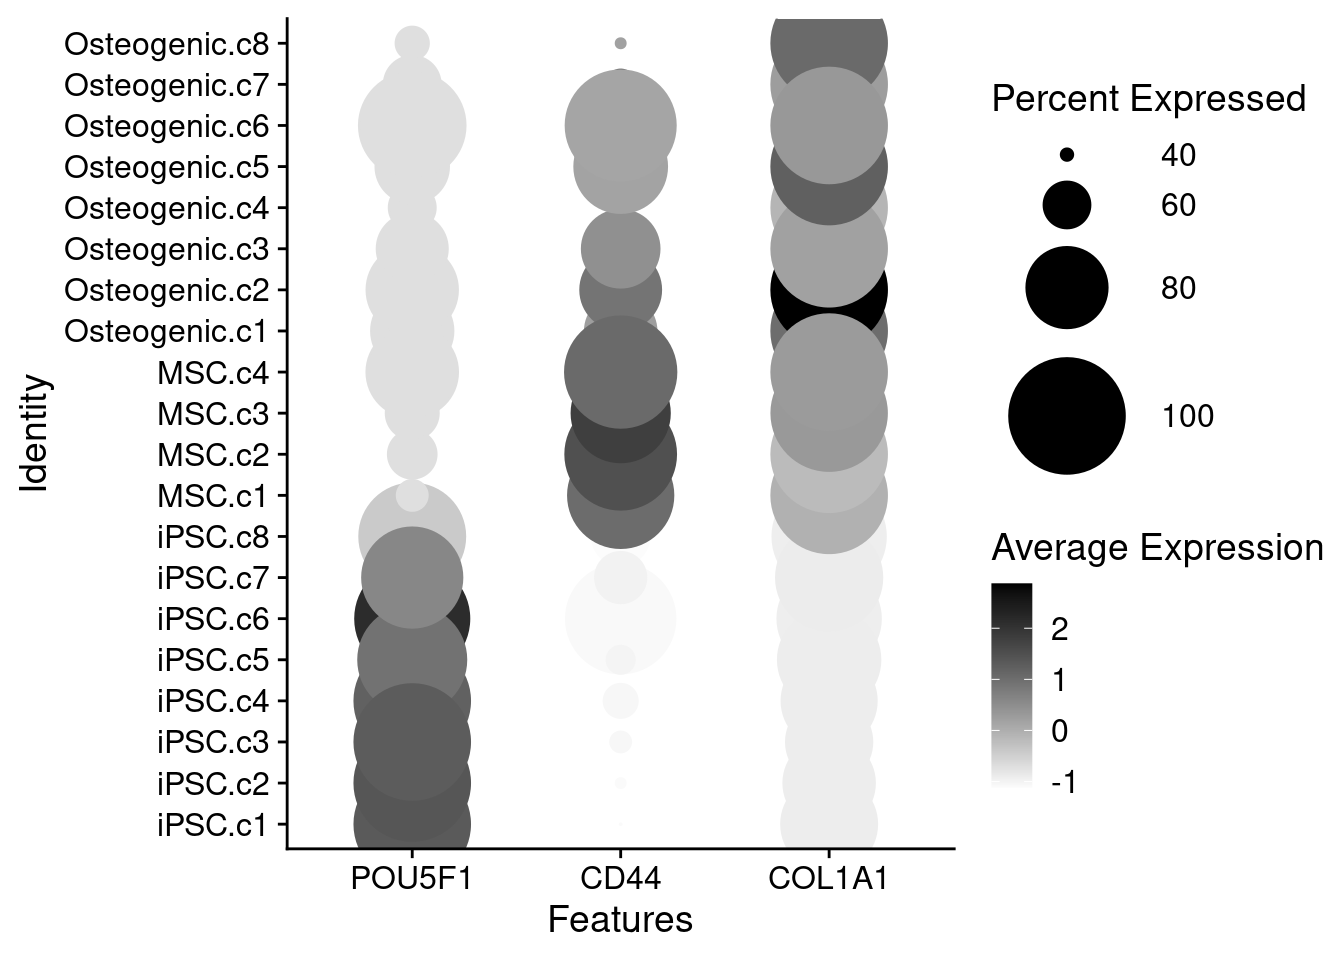 Osteogenic.c8
Osteogenic.c7
Osteogenic.c6
Osteogenic.c5
Osteogenic.c4
Osteogenic.c3
Osteogenic.c2
Osteogenic.c1
MSC.c4
MSC.c3
MSC.c2
MSC.c1
iPSC.c8
iPSC.c7
iPSC.c6
iPSC.c5
iPSC.c4
iPSC.c3
iPSC.c2
iPSC.c1
Identity
POU5F1 CD44 COL1A1
Features
Percent Expressed
40
60
80
100
Average Expression
2
1
0
-1